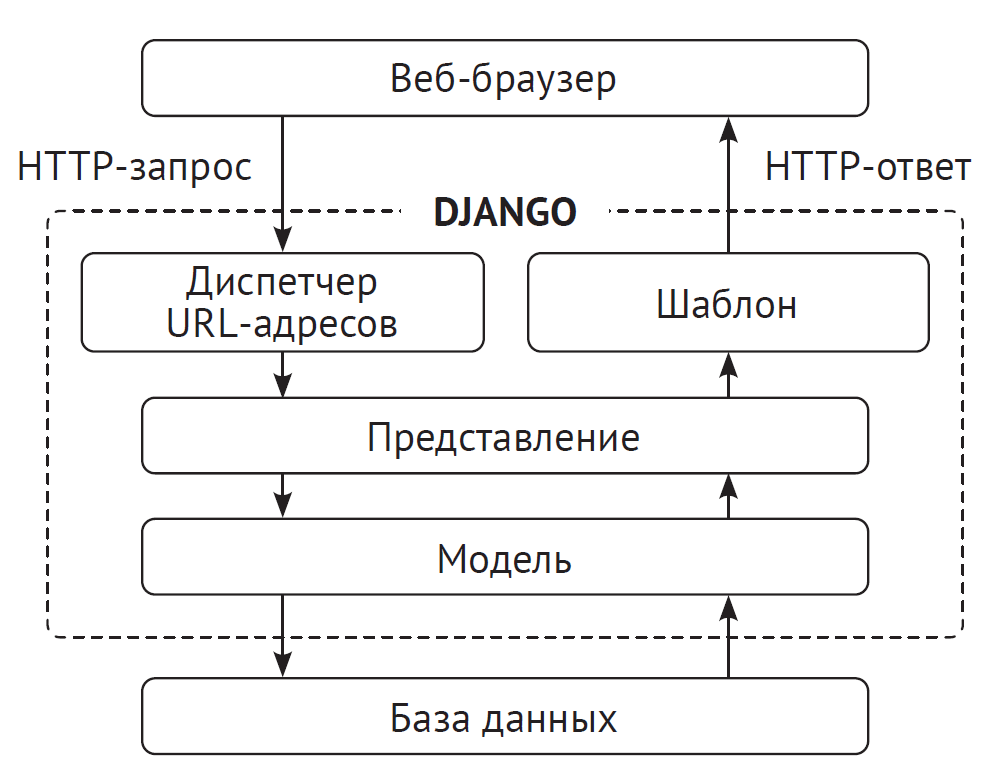 Веб-браузер
HTTP-запрос
HTTP-ответ
DJANGO
Диспетчер
URL-адресов
Шаблон
Представление
Модель
База данных